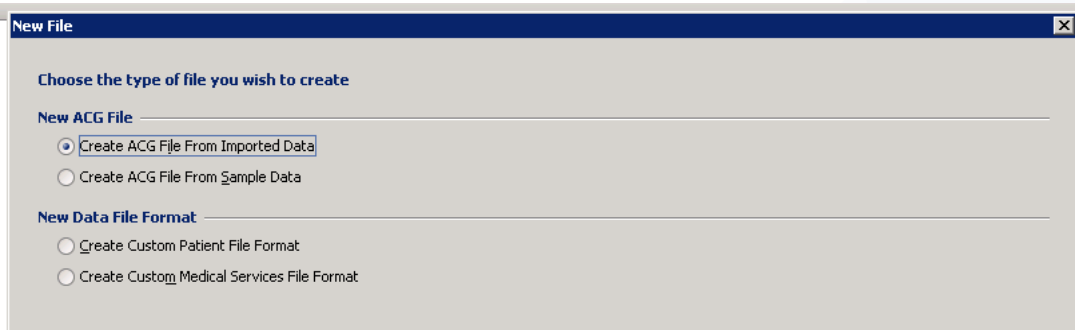 New File
Choose the type of file you wish to create
New ACG File
Create ACG File From Imported Data
Create ACG File From Sample Data
New Data File Format
Create Custom Patient File Format
Create Custom Medical Services File Format